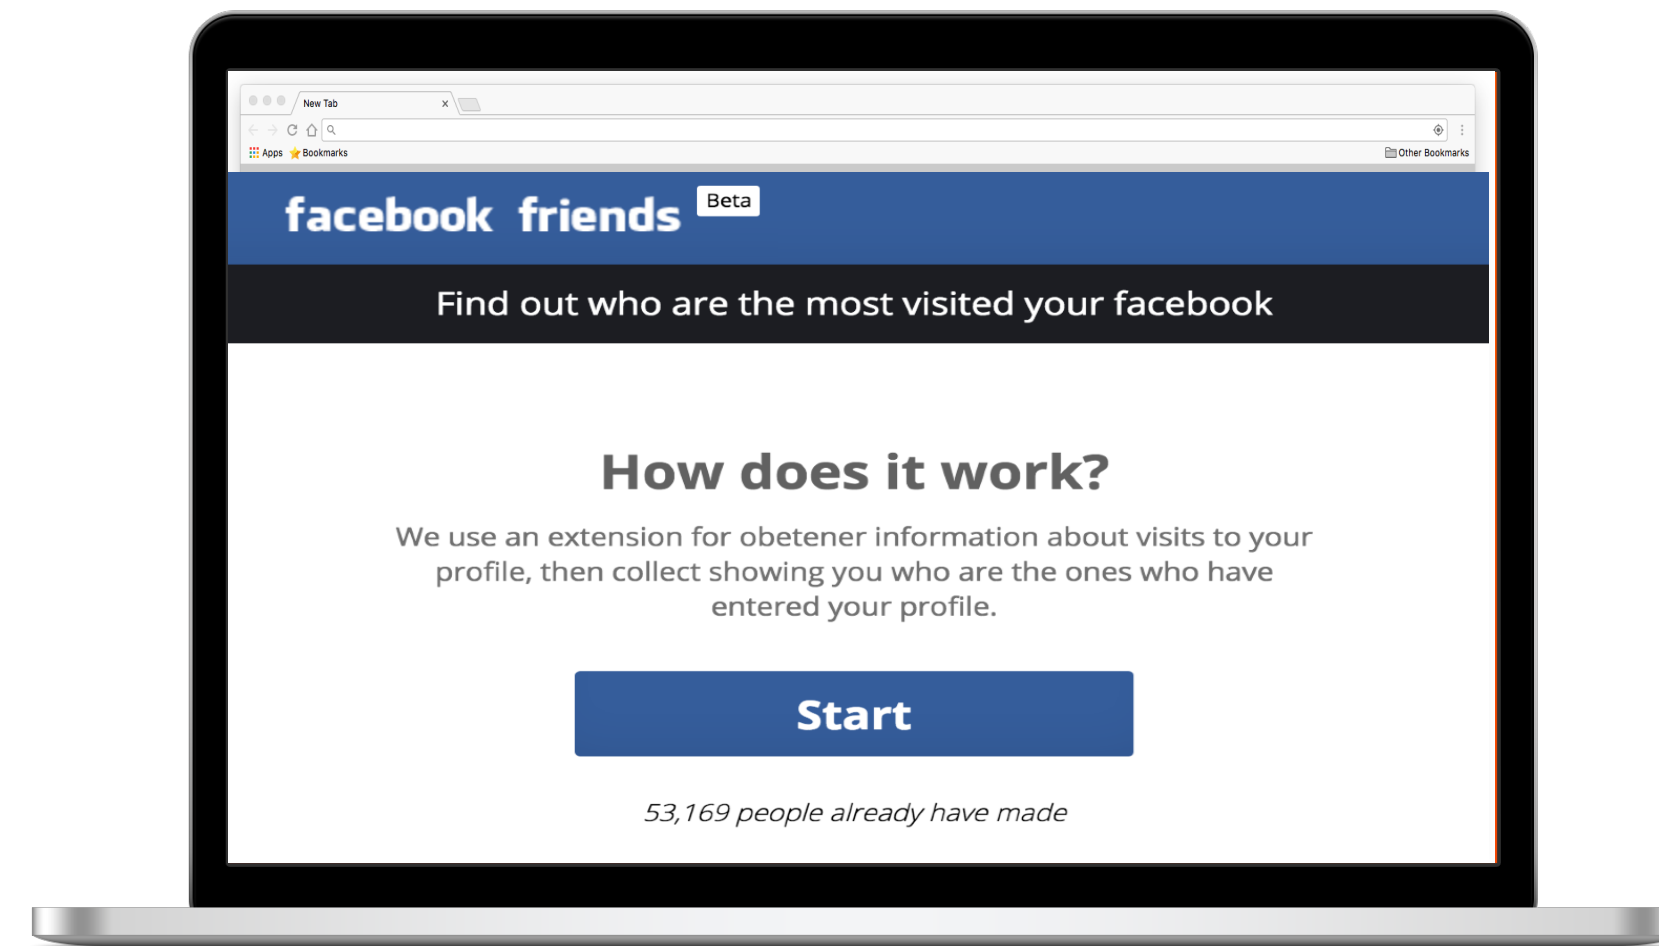 New Tab
Apps Bookmarks Other Bookmarks
facebook friends Beta
Find out who are the most visited your facebook
How does it work?
We use an extension for obetener information about visits to your
profile, then collect showing you who are the ones who have
entered your profile.
Start
53,169 people already have made